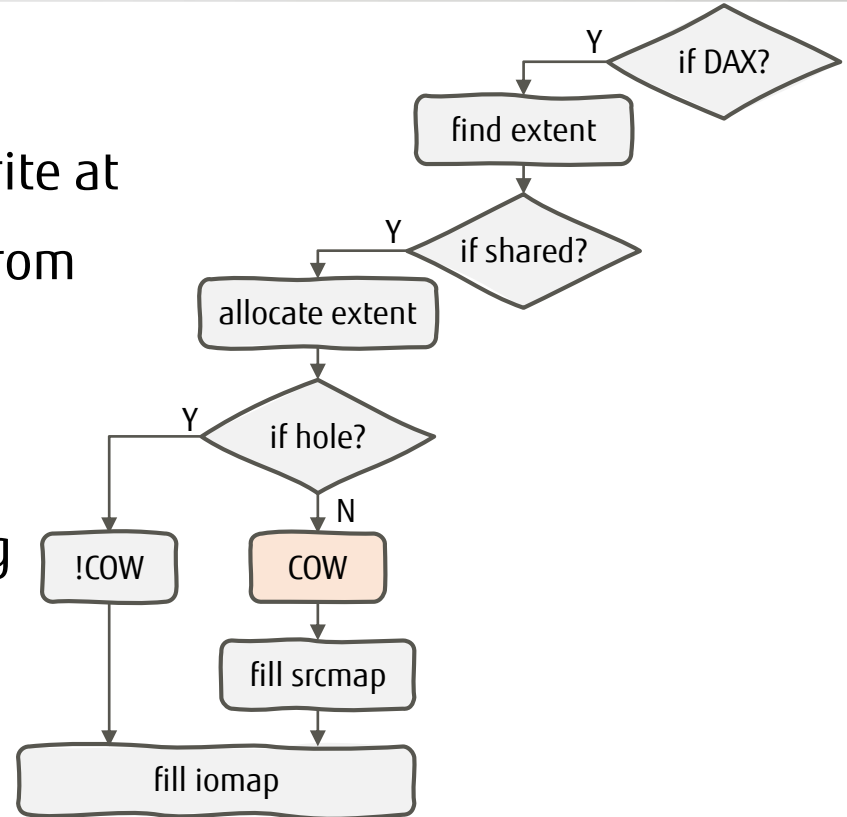 Y
if DAX?
find extent
rite at
Y
if shared?
rom
allocate extent
Y
if hole?
N
g
!COW
COW
fill srcmap
fill iomap